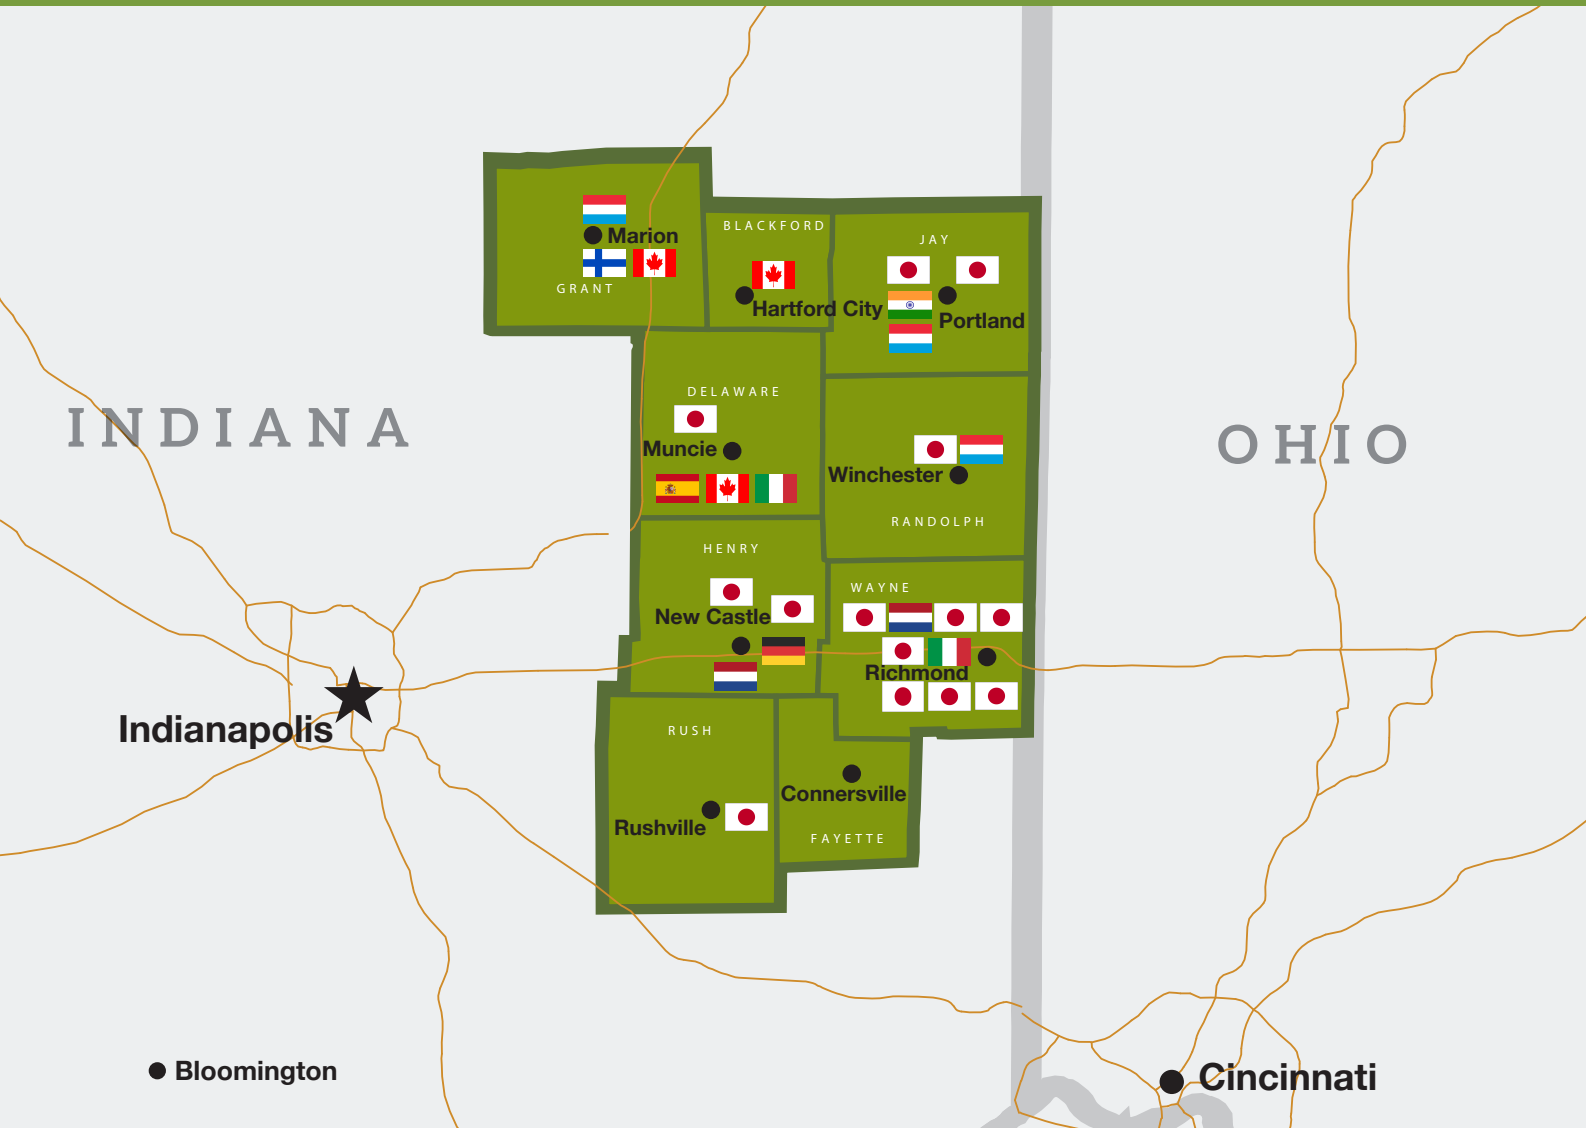 BLACKFORD
JAY
Marion
GRANT
Hartford City
Portland
DELAWARE
INDIANA
OHIO
Muncie
Winchester
RANDOLPH
HENRY
WAYNE
New Castle
Richmond
Indianapolis
RUSH
Connersville
Rushville
FAYETTE
Bloomington
Cincinnati